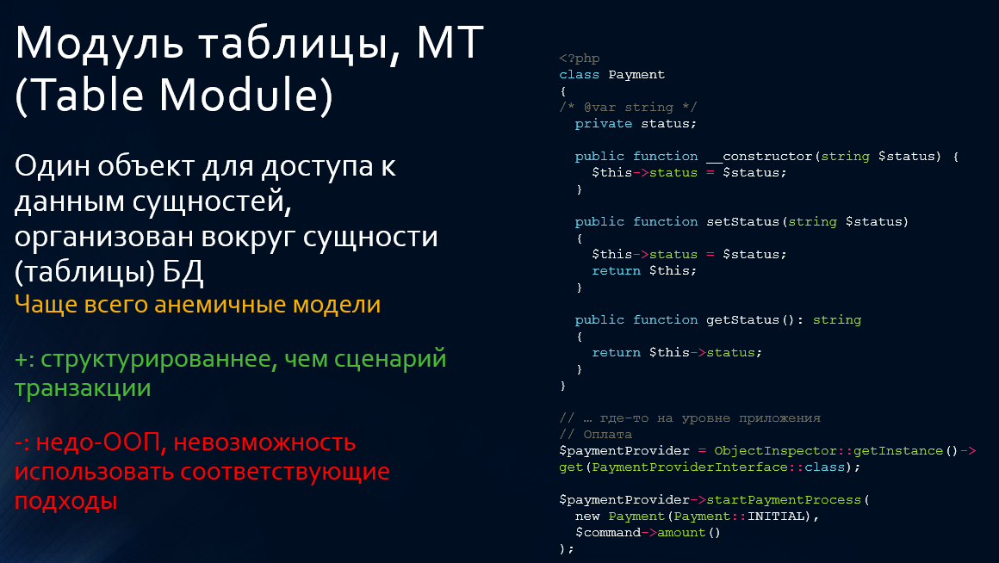 Модуль таблицы, МТ
(Table Module)
Один объект для доступа к
данным сущностей,
организован вокруг сущности
(таблицы) БД
Чаще всего анемичные модели
+: структурированнее, чем сценарий
транзакции
-: недо-ООП, невозможность
использовать соответствующие
подходы
<?php
class Payment
{
/* @var string */
private status;
public function __constructor(string $status) {
$this->status = $status;
}
public function setStatus(string $status)
{
$this->status = $status;
return $this;
}
public function getStatus(): string
{
return $this->status;
}
}
// … где-то на уровне приложения
// Оплата
$paymentProvider = ObjectInspector::getInstance()->
get(PaymentProviderInterface::class);
$paymentProvider->startPaymentProcess(
new Payment(Payment::INITIAL),
$command->amount()
);